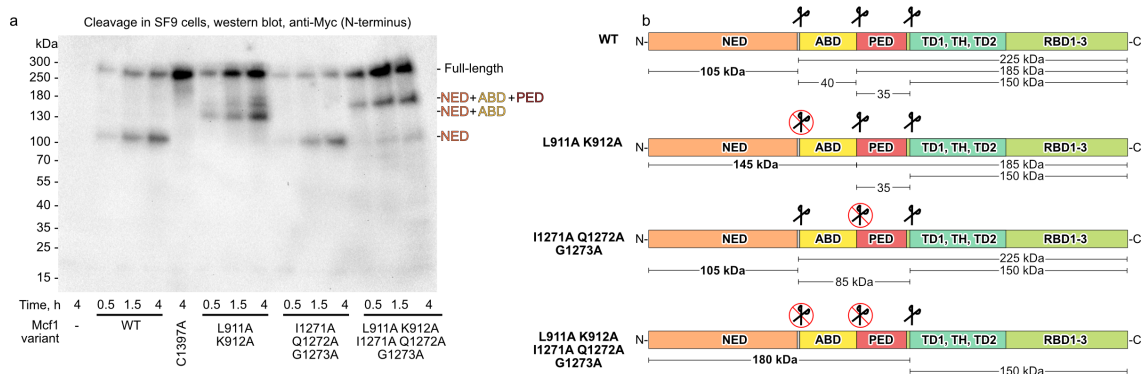 a
Cleavage in SF9 cells, western blot, anti-Myc (N-terminus)
kDa
300 -
250 -
180 -
130 -
100 -
70 -
55 -
40 -
35 -
25 -
15 -
- Full-length
-NED+ABD+PED
-NED+ABD
-NED
Time, h 4 0.5 1.5 4 4 0.5 1.5 4 0.5 1.5 4 0.5 1.5 4
Mcf1 variant
-
WT
C1397A
L911A
K912A
I1271A
Q1272A
G1273A
L911A K912A
I1271A Q1272A
G1273A
b
WT
N- NED ABD PED TD1, TH, TD2 RBD1-3 -C
225 kDa
105 kDa 185 kDa
40 150 kDa
35
L911A K912A
N- NED ABD PED TD1, TH, TD2 RBD1-3 -C
145 kDa 185 kDa
150 kDa
35
I1271A Q1272A
G1273A
N- NED ABD PED TD1, TH, TD2 RBD1-3 -C
225 kDa
105 kDa 150 kDa
85 kDa
L911A K912A
I1271A Q1272A
G1273A
N- NED ABD PED TD1, TH, TD2 RBD1-3 -C
180 kDa
150 kDa